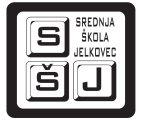 S SREDNJA
ŠKOLA
JELKOVEC
Š J